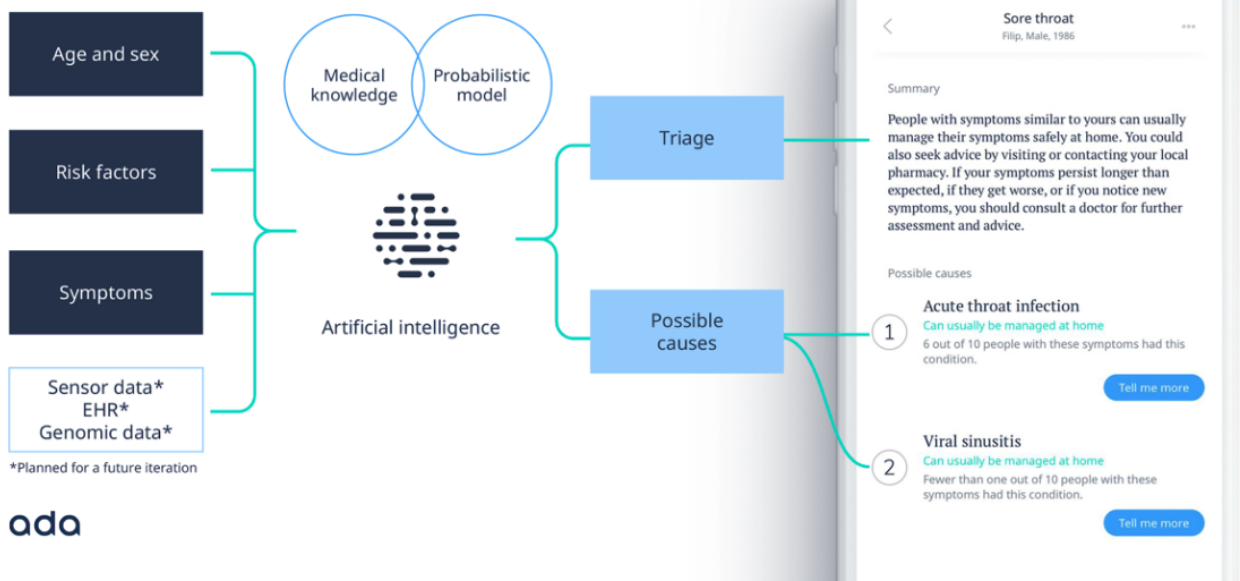 Age and sex
Risk factors
Symptoms
Sensor data*
EHR*
Genomic data*
*Planned for a future iteration
ada
Medical
knowledge
Probabilistic
model
Artificial intelligence
Triage
Possible
causes
Sore throat
Filip, Male, 1986
Summary
People with symptoms similar to yours can usually
manage their symptoms safely at home. You could
also seek advice by visiting or contacting your local
pharmacy. If your symptoms persist longer than
expected, if they get worse, or if you notice new
symptoms, you should consult a doctor for further
assessment and advice.
Possible causes
1
Acute throat infection
Can usually be managed at home
6 out of 10 people with these symptoms had this
condition.
Tell me more
2
Viral sinusitis
Can usually be managed at home
Fewer than one out of 10 people with these
symptoms had this condition.
Tell me more